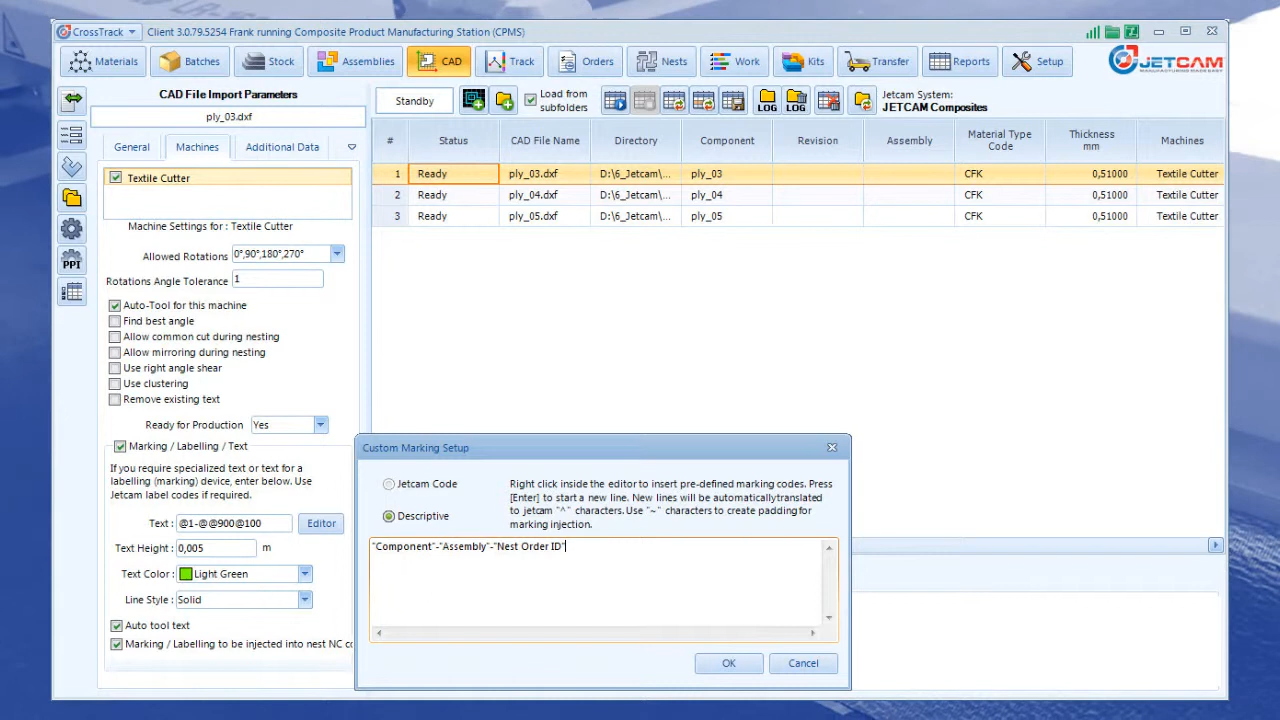 CrossTrack
Client 3.0.79.5254 Frank running Composite Product Manufacturing Station (CPMS)
Materials
Batches
Stock
Assemblies
CAD
Track
Orders
Nests
Work
Kits
Transfer
Reports
Setup
JETCAM
MANUFACTURING MADE EASY
CAD File Import Parameters
ply_03.dxf
General
Machines
Additional Data
Textile Cutter
Machine Settings for : Textile Cutter
Allowed Rotations 0°,90°,180°,270°
Rotations Angle Tolerance 1
Auto-Tool for this machine
Find best angle
Allow common cut during nesting
Allow mirroring during nesting
Use right angle shear
Use clustering
Remove existing text
Ready for Production Yes
Marking / Labelling / Text
If you require specialized text or text for a
labelling (marking) device, enter below. Use
Jetcam label codes if required.
Text : @1-@@900@100 Editor
Text Height : 0,005 m
Text Color : Light Green
Line Style : Solid
Auto tool text
Marking / Labelling to be injected into nest NC co
PPI
Standby
Load from
subfolders
LOG
LOG
Jetcam System:
JETCAM Composites
# Status CAD File Name Directory Component Revision Assembly Material Type Code Thickness mm Machines
1 Ready ply_03.dxf D:\6_Jetcam\... ply_03 CFK 0,51000 Textile Cutter
2 Ready ply_04.dxf D:\6_Jetcam\... ply_04 CFK 0,51000 Textile Cutter
3 Ready ply_05.dxf D:\6_Jetcam\... ply_05 CFK 0,51000 Textile Cutter
Custom Marking Setup
Jetcam Code
Descriptive
Right click inside the editor to insert pre-defined marking codes. Press
[Enter] to start a new line. New lines will be automaticallytranslated
to jetcam "^" characters. Use "~" characters to create padding for
marking injection.
"Component"-"Assembly"-"Nest Order ID"
OK
Cancel